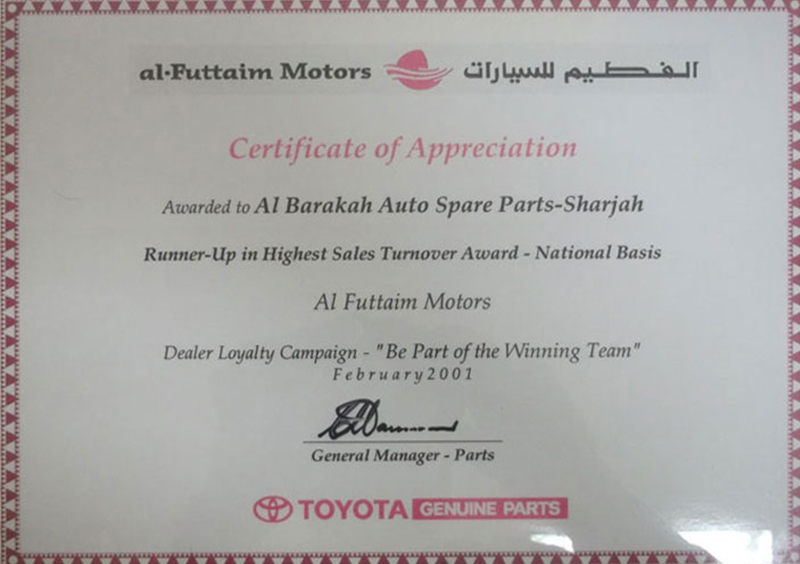 al·Futtaim Motors الفطيم للسيارات
Certificate of Appreciation
Awarded to Al Barakah Auto Spare Parts-Sharjah
Runner-Up in Highest Sales Turnover Award - National Basis
Al Futtaim Motors
Dealer Loyalty Campaign - "Be Part of the Winning Team"
February2001
General Manager - Parts
TOYOTA GENUINE PARTS